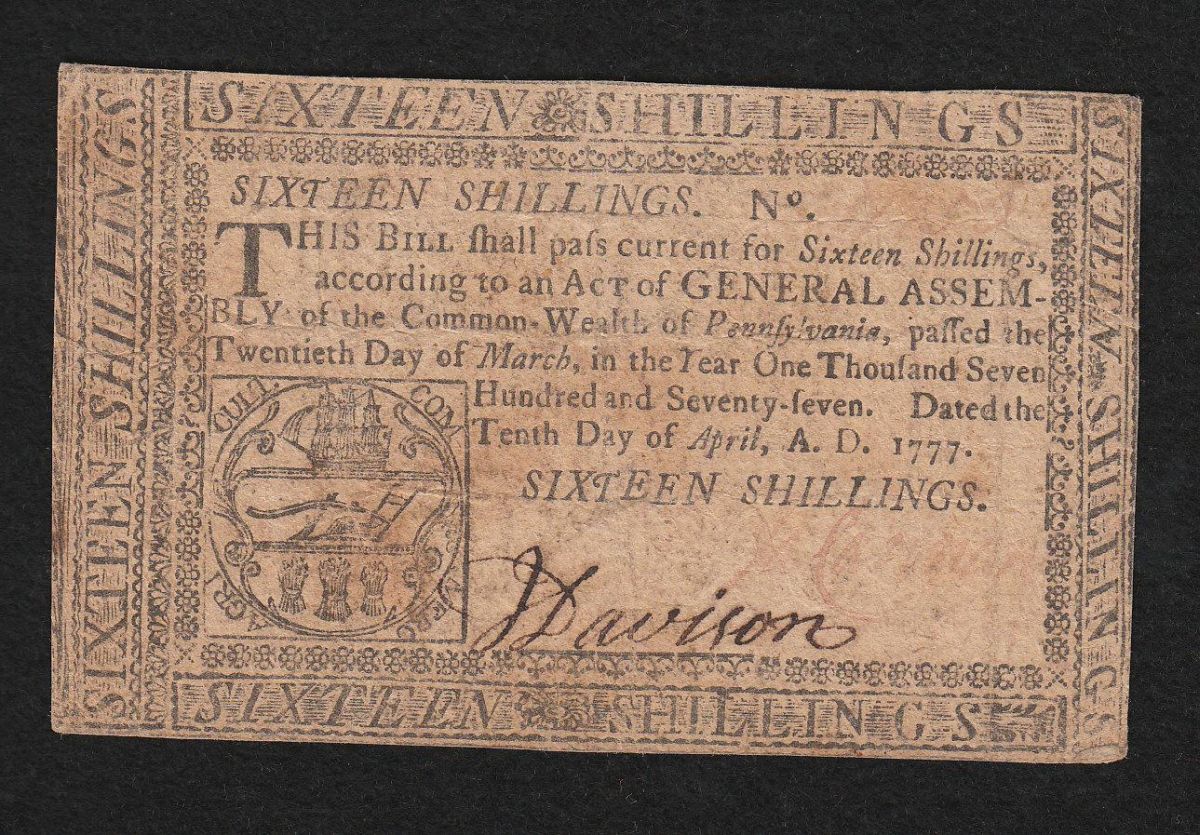 SIXTEEN SHILLINGS
SIXTEEN SHILLINGS. Nº.
THIS BILL ſhall paſs current for Sixteen Shillings,
according to an ACT of GENERAL ASSEM-
BLY of the Common-Wealth of Pennſylvania, paſſed the
Twentieth Day of March, in the Year One Thouſand Seven
Hundred and Seventy-ſeven. Dated the
Tenth Day of April, A. D. 1777.
SIXTEEN SHILLINGS.
CULT. COM
AGRI
J Davison
SIXTEEN SHILLINGS
SIXTEEN SHILLINGS
SIXTEEN SHILLINGS